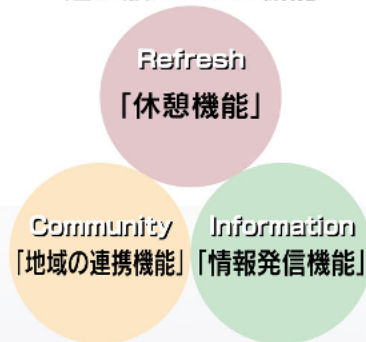 Refresh
「休憩機能」
Community
「地域の連携機能」
Information
「情報発信機能」